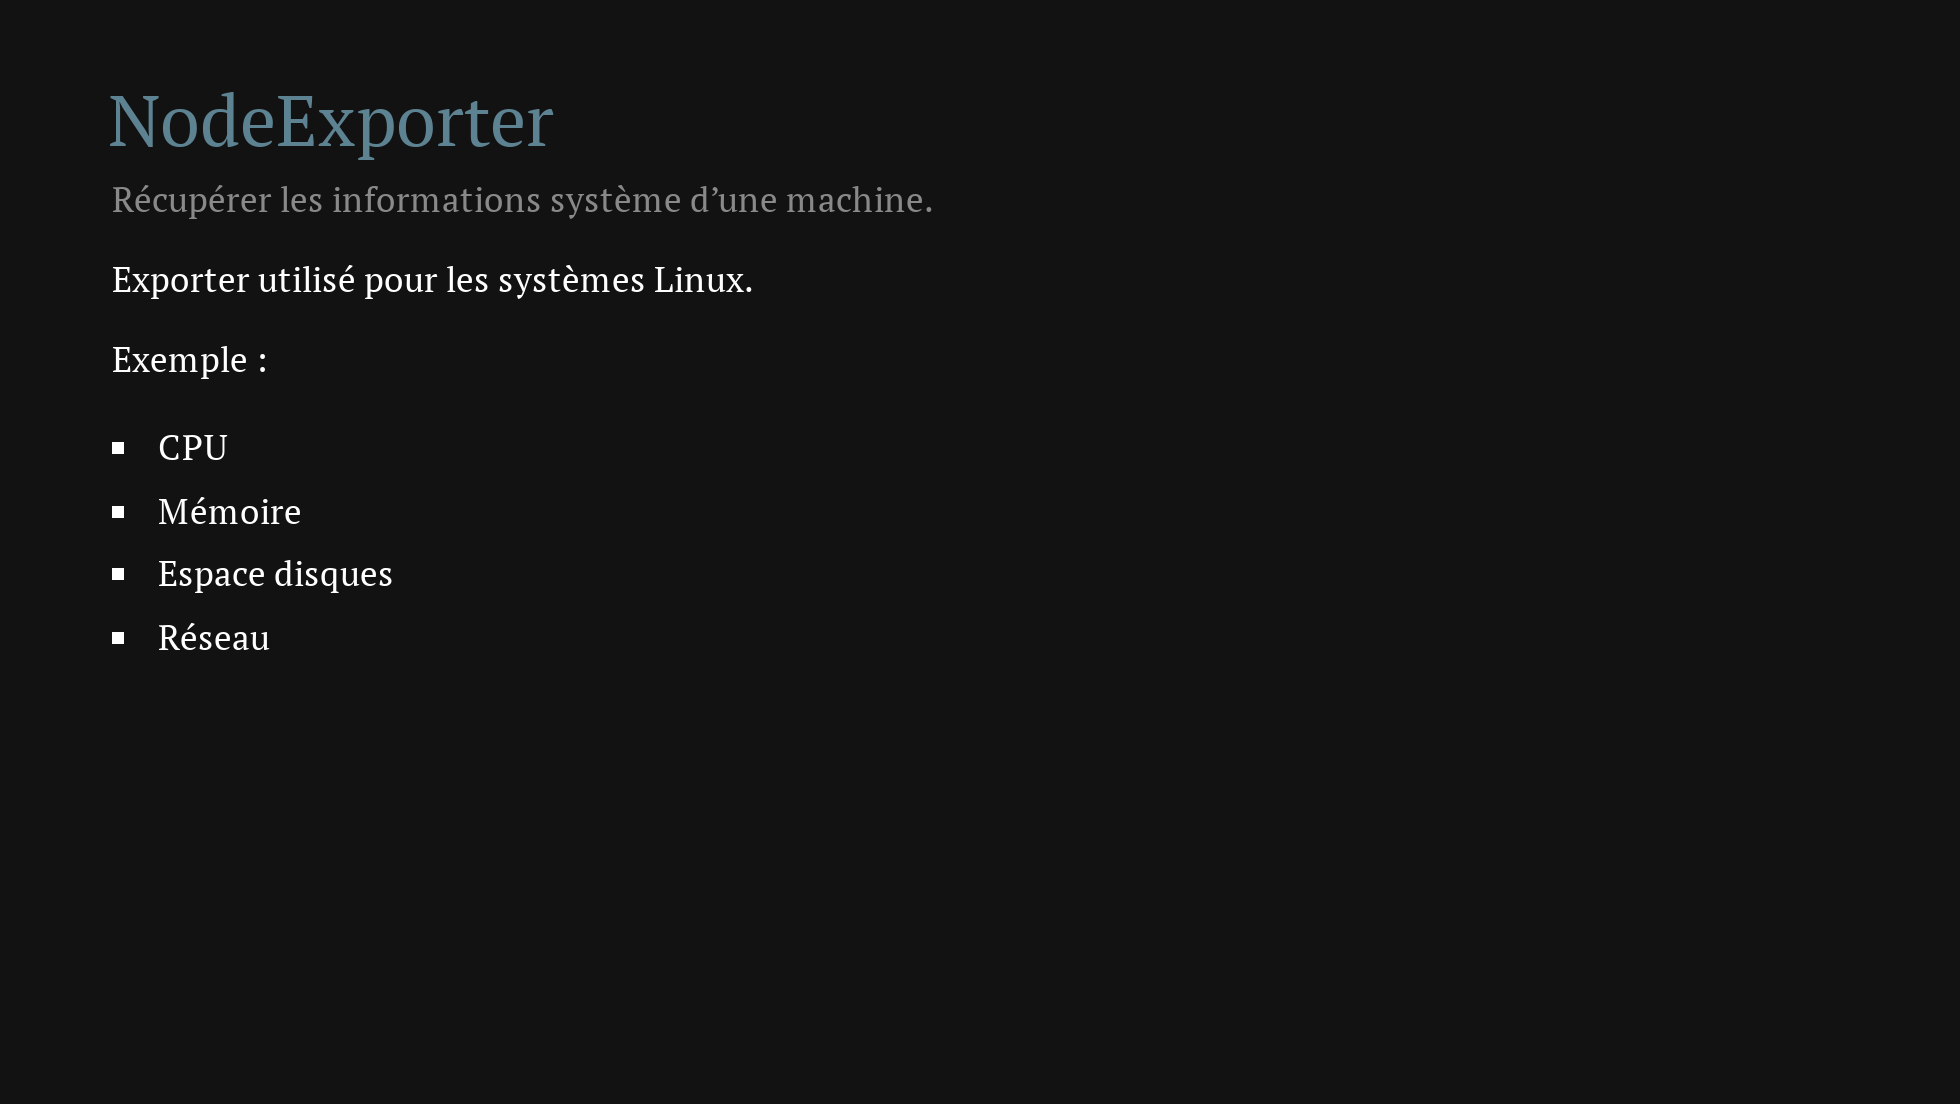 NodeExporter
Récupérer les informations système d’une machine.
Exporter utilisé pour les systèmes Linux.
Exemple :
CPU
Mémoire
Espace disques
Réseau